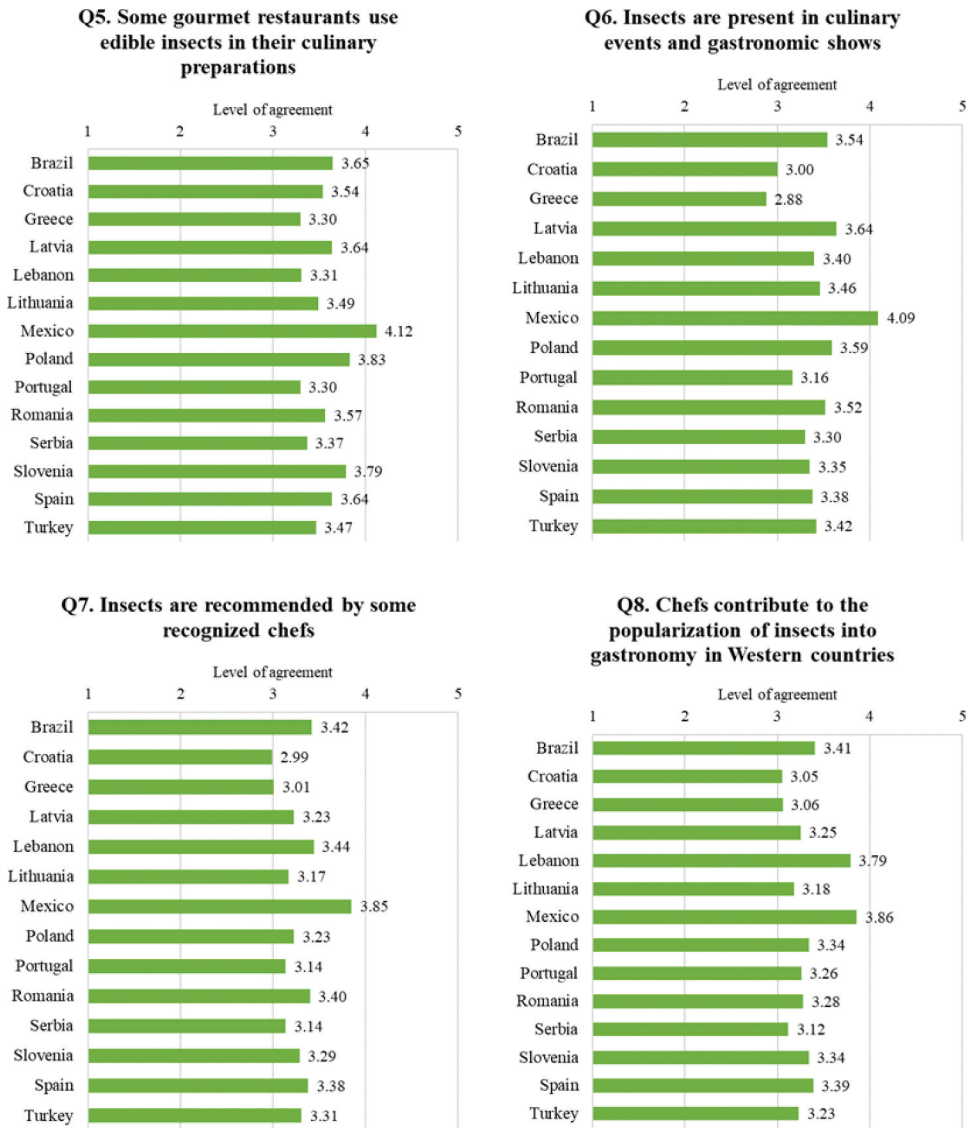 Q5. Some gourmet restaurants use
edible insects in their culinary
preparations
Level of agreement
1 2 3 4 5
Brazil 3.65
Croatia 3.54
Greece 3.30
Latvia 3.64
Lebanon 3.31
Lithuania 3.49
Mexico 4.12
Poland 3.83
Portugal 3.30
Romania 3.57
Serbia 3.37
Slovenia 3.79
Spain 3.64
Turkey 3.47
Q6. Insects are present in culinary
events and gastronomic shows
Level of agreement
1 2 3 4 5
Brazil 3.54
Croatia 3.00
Greece 2.88
Latvia 3.64
Lebanon 3.40
Lithuania 3.46
Mexico 4.09
Poland 3.59
Portugal 3.16
Romania 3.52
Serbia 3.30
Slovenia 3.35
Spain 3.38
Turkey 3.42
Q7. Insects are recommended by some
recognized chefs
Level of agreement
1 2 3 4 5
Brazil 3.42
Croatia 2.99
Greece 3.01
Latvia 3.23
Lebanon 3.44
Lithuania 3.17
Mexico 3.85
Poland 3.23
Portugal 3.14
Romania 3.40
Serbia 3.14
Slovenia 3.29
Spain 3.38
Turkey 3.31
Q8. Chefs contribute to the
popularization of insects into
gastronomy in Western countries
Level of agreement
1 2 3 4 5
Brazil 3.41
Croatia 3.05
Greece 3.06
Latvia 3.25
Lebanon 3.79
Lithuania 3.18
Mexico 3.86
Poland 3.34
Portugal 3.26
Romania 3.28
Serbia 3.12
Slovenia 3.34
Spain 3.39
Turkey 3.23